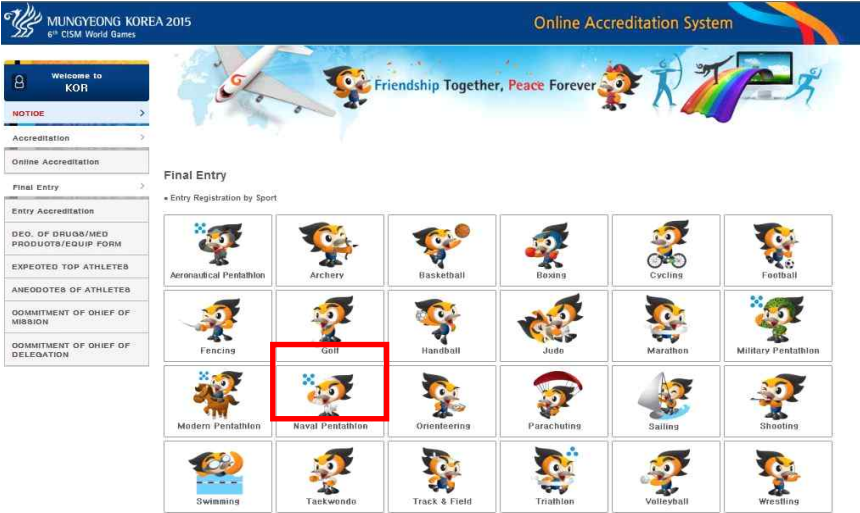 MUNGYEONG KOREA 2015
6th CISM World Games
Online Accreditation System
Welcome to
KOR
Friendship Together, Peace Forever
NOTICE
Accreditation
Online Accreditation
Final Entry
Entry Accreditation
DEC. OF DRUGS/MED
PRODUCTS/EQUIP FORM
EXPECTED TOP ATHLETES
ANECDOTES OF ATHLETES
COMMITMENT OF CHIEF OF
MISSION
COMMITMENT OF CHIEF OF
DELEGATION
Final Entry
Entry Registration by Sport
Aeronautical Pentathlon
Archery
Basketball
Boxing
Cycling
Football
Fencing
Golf
Handball
Judo
Marathon
Military Pentathlon
Modern Pentathlon
Naval Pentathlon
Orienteering
Parachuting
Sailing
Shooting
Swimming
Taekwondo
Track & Field
Triathlon
Volleyball
Wrestling